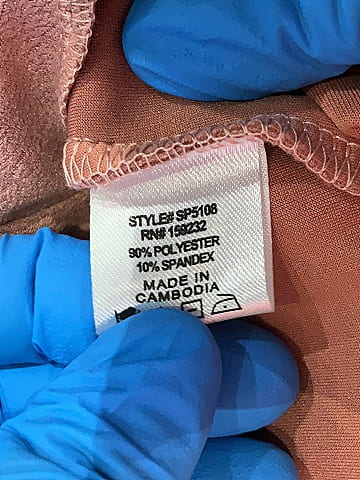 STYLE# SP5108
RN# 159232
90% POLYESTER
10% SPANDEX
MADE IN
CAMBODIA